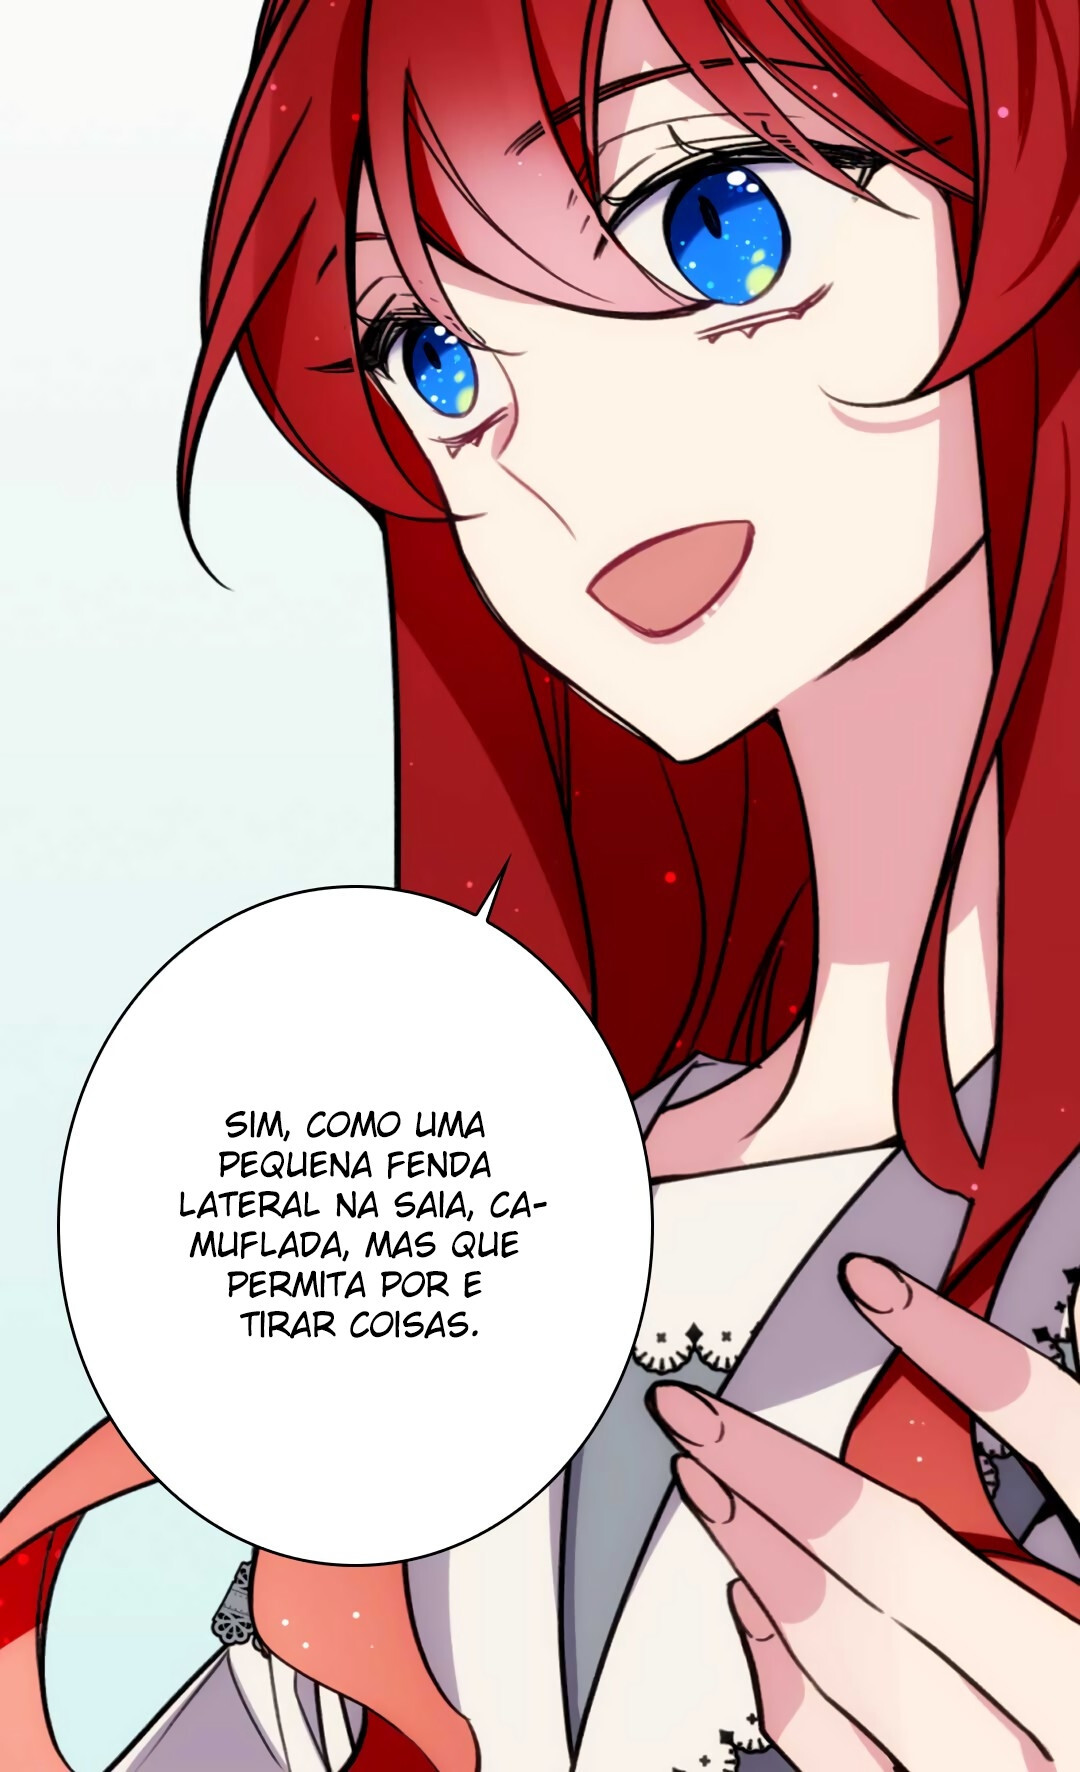 SIM, COMO UMA
PEQUENA FENDA
LATERAL NA SAIA, CA-
MUFLADA, MAS QUE
PERMITA POR E
TIRAR COISAS.